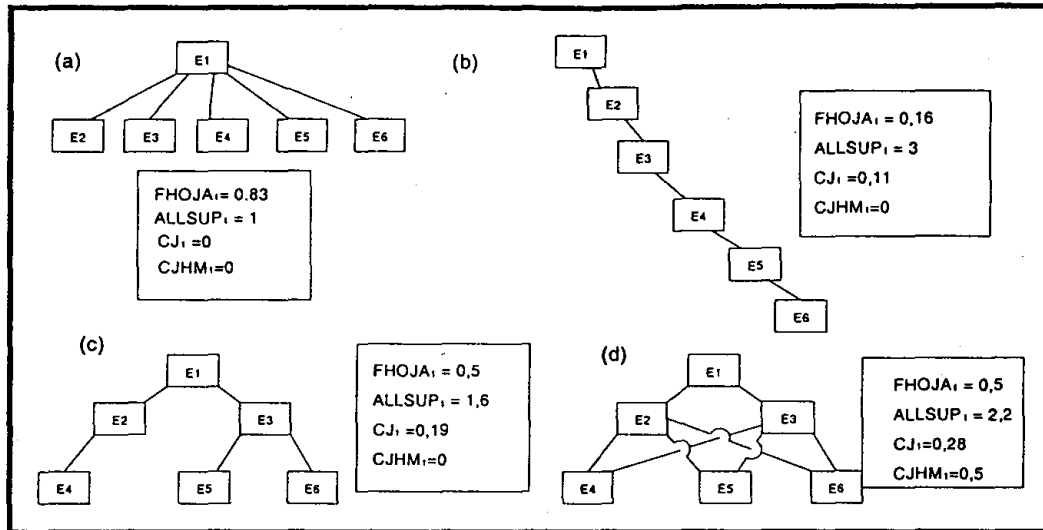 (a)
E1
E2 E3 E4 E5 E6
FHOJA₁= 0.83
ALLSUP₁ = 1
CJ₁ =0
CJHM₁=0
(b)
E1
E2
E3
E4
E5
E6
FHOJA₁ = 0,16
ALLSUP₁ = 3
CJ₁ =0,11
CJHM₁=0
(c)
E1
E2 E3
E4 E5 E6
FHOJA₁ = 0,5
ALLSUP₁ = 1,6
CJ₁ =0,19
CJHM₁=0
(d)
E1
E2 E3
E4 E5 E6
FHOJA₁ = 0,5
ALLSUP₁ = 2,2
CJ₁=0,28
CJHM₁=0,5